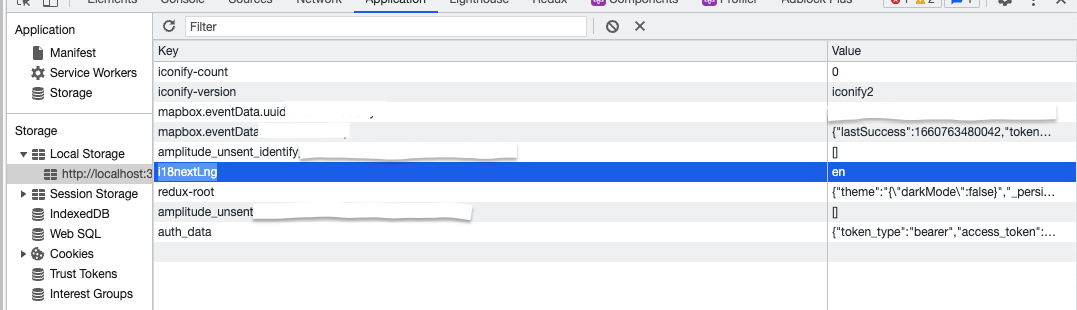 Elements Console Sources Network Application Lighthouse Redux Components Profiler Adblock Plus 1 2 1
Application
Manifest
Service Workers
Storage
Storage
Local Storage
http://localhost:3
Session Storage
IndexedDB
Web SQL
Cookies
Trust Tokens
Interest Groups
Filter
Key Value
iconify-count 0
iconify-version iconify2
mapbox.eventData.uuid
mapbox.eventData {"lastSuccess":1660763480042,"token…
amplitude_unsent_identify []
i18nextLng en
redux-root {"theme":"{\"darkMode\":false}","_persi…
amplitude_unsent []
auth_data {"token_type":"bearer","access_token":…